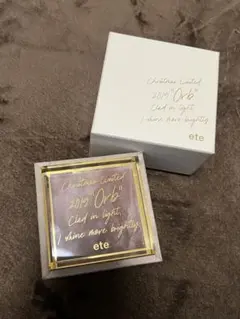 Christmas Limited
2019 "Orb"
Clad in light,
I shine more brightly.
ete
Christmas Limited
2019 "Orb"
Clad in light,
I shine more brightly.
ete